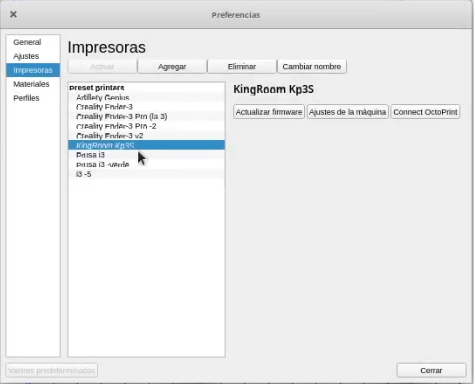 Preferencias
General
Ajustes
Impresoras
Materiales
Perfiles
Impresoras
Activar
Agregar
Eliminar
Cambiar nombre
Preset printers
Artillery Genius
Creality Ender-3
Creality Ender-3 Pro (la 3)
Creality Ender-3 Pro -2
Creality Ender-3 v2
KingRoom Kp3S
Prusa i3
Prusa i3 -verde
i3 -5
KingRoom Kp3S
Actualizar firmware
Ajustes de la máquina
Connect OctoPrint
Valores predeterminados
Cerrar